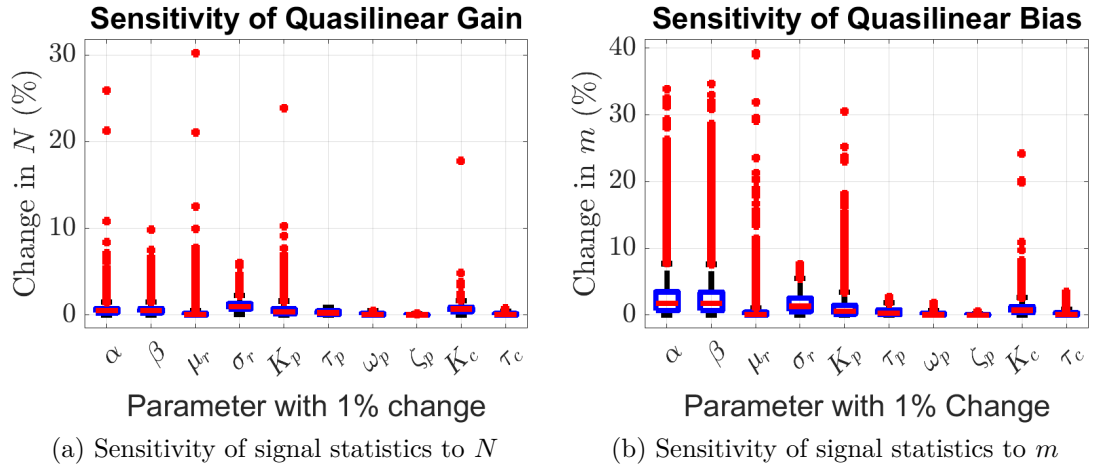 Sensitivity of Quasilinear Gain
Change in N (%)
30
20
10
0
α β μr σr Kp τp ωp ζp Kc τc
Parameter with 1% change
(a) Sensitivity of signal statistics to N
Sensitivity of Quasilinear Bias
Change in m (%)
40
30
20
10
0
α β μr σr Kp τp ωp ζp Kc τc
Parameter with 1% Change
(b) Sensitivity of signal statistics to m